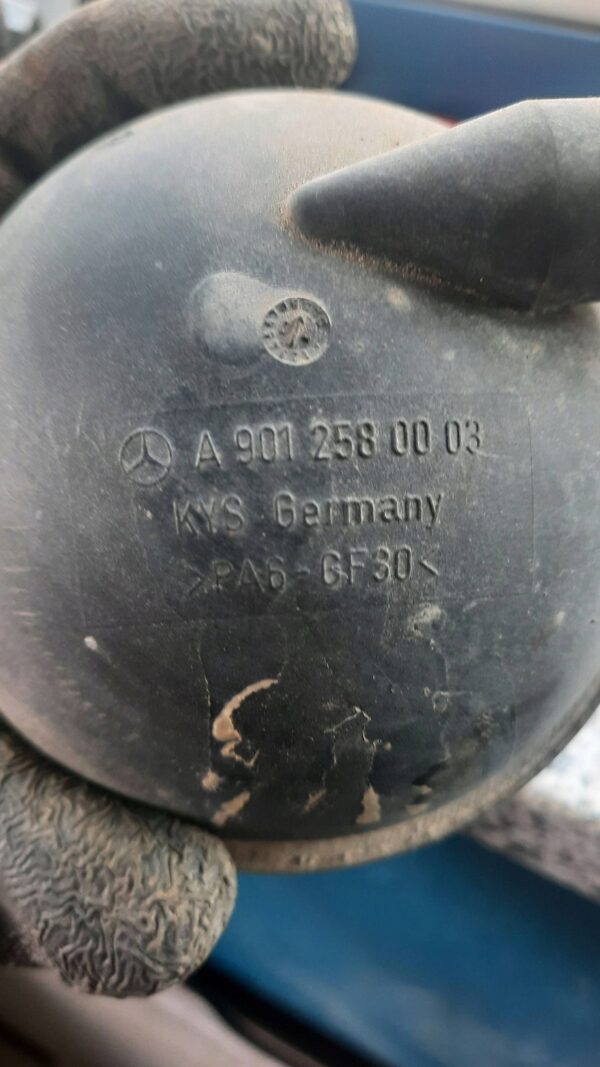 A 901 258 00 03
KYS Germany
>PA6-GF30<